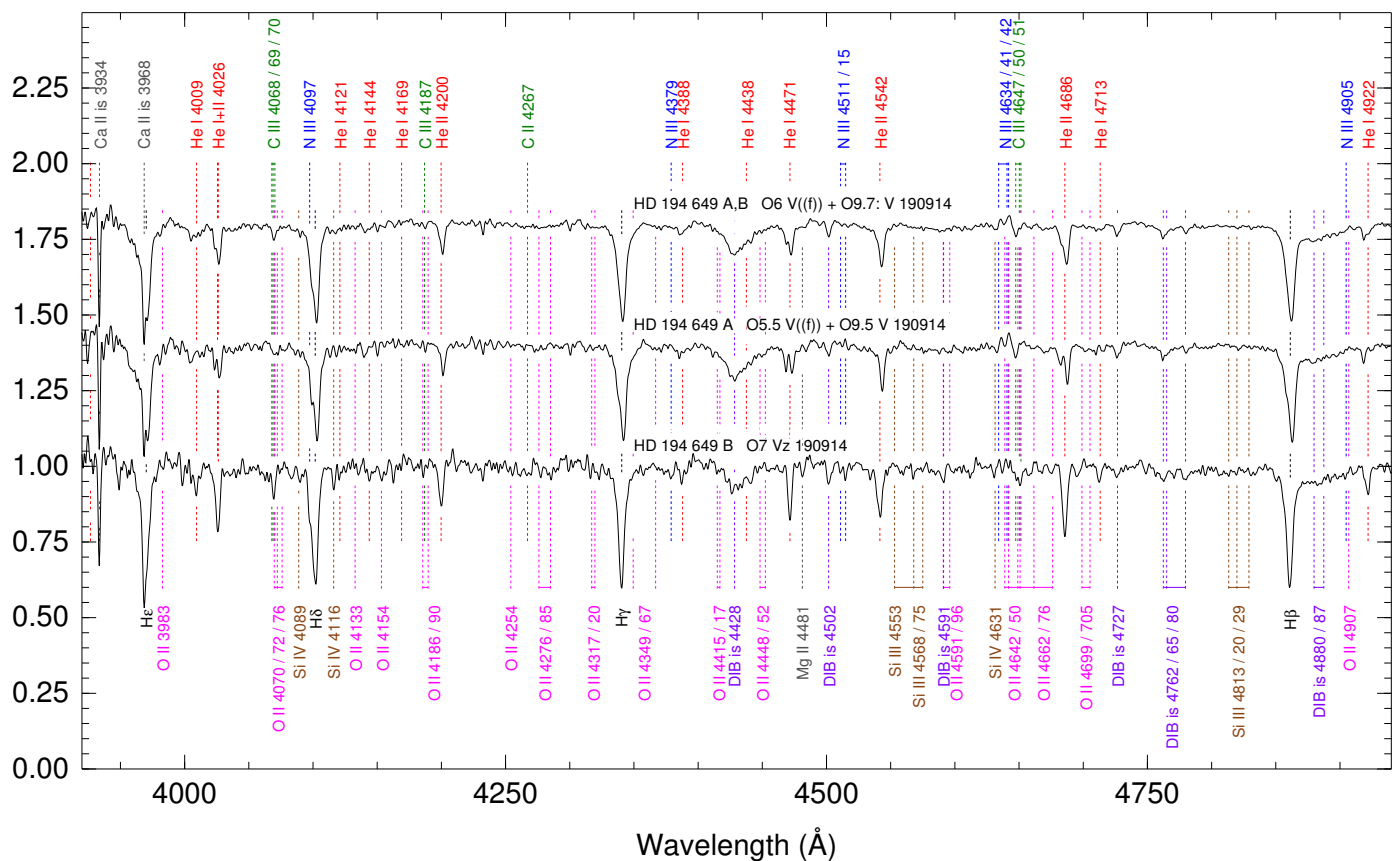 2.25
2.00
1.75
1.50
1.25
1.00
0.75
0.50
0.25
0.00
Ca II is 3934
Ca II is 3968
He I 4009
He I+II 4026
C III 4068 / 69 / 70
N III 4097
He I 4121
He I 4144
He I 4169
C III 4187
He II 4200
C II 4267
N III 4379
He I 4388
He I 4438
He I 4471
N III 4511 / 15
He II 4542
N III 4634 / 41 / 42
C III 4647 / 50 / 51
He II 4686
He I 4713
N III 4905
He I 4922
HD 194 649 A,B O6 V((f)) + O9.7: V 190914
HD 194 649 A O5.5 V((f)) + O9.5 V 190914
HD 194 649 B O7 Vz 190914
Hε
O II 3983
O II 4070 / 72 / 76
Si IV 4089
Hδ
Si IV 4116
O II 4133
O II 4154
O II 4186 / 90
O II 4254
O II 4276 / 85
O II 4317 / 20
Hγ
O II 4349 / 67
O II 4415 / 17
DIB is 4428
O II 4448 / 52
Mg II 4481
DIB is 4502
Si III 4553
Si III 4568 / 75
DIB is 4591
O II 4591 / 96
Si IV 4631
O II 4642 / 50
O II 4662 / 76
O II 4699 / 705
DIB is 4727
DIB is 4762 / 65 / 80
Si III 4813 / 20 / 29
Hβ
DIB is 4880 / 87
O II 4907
4000
4250
4500
4750
Wavelength (Å)